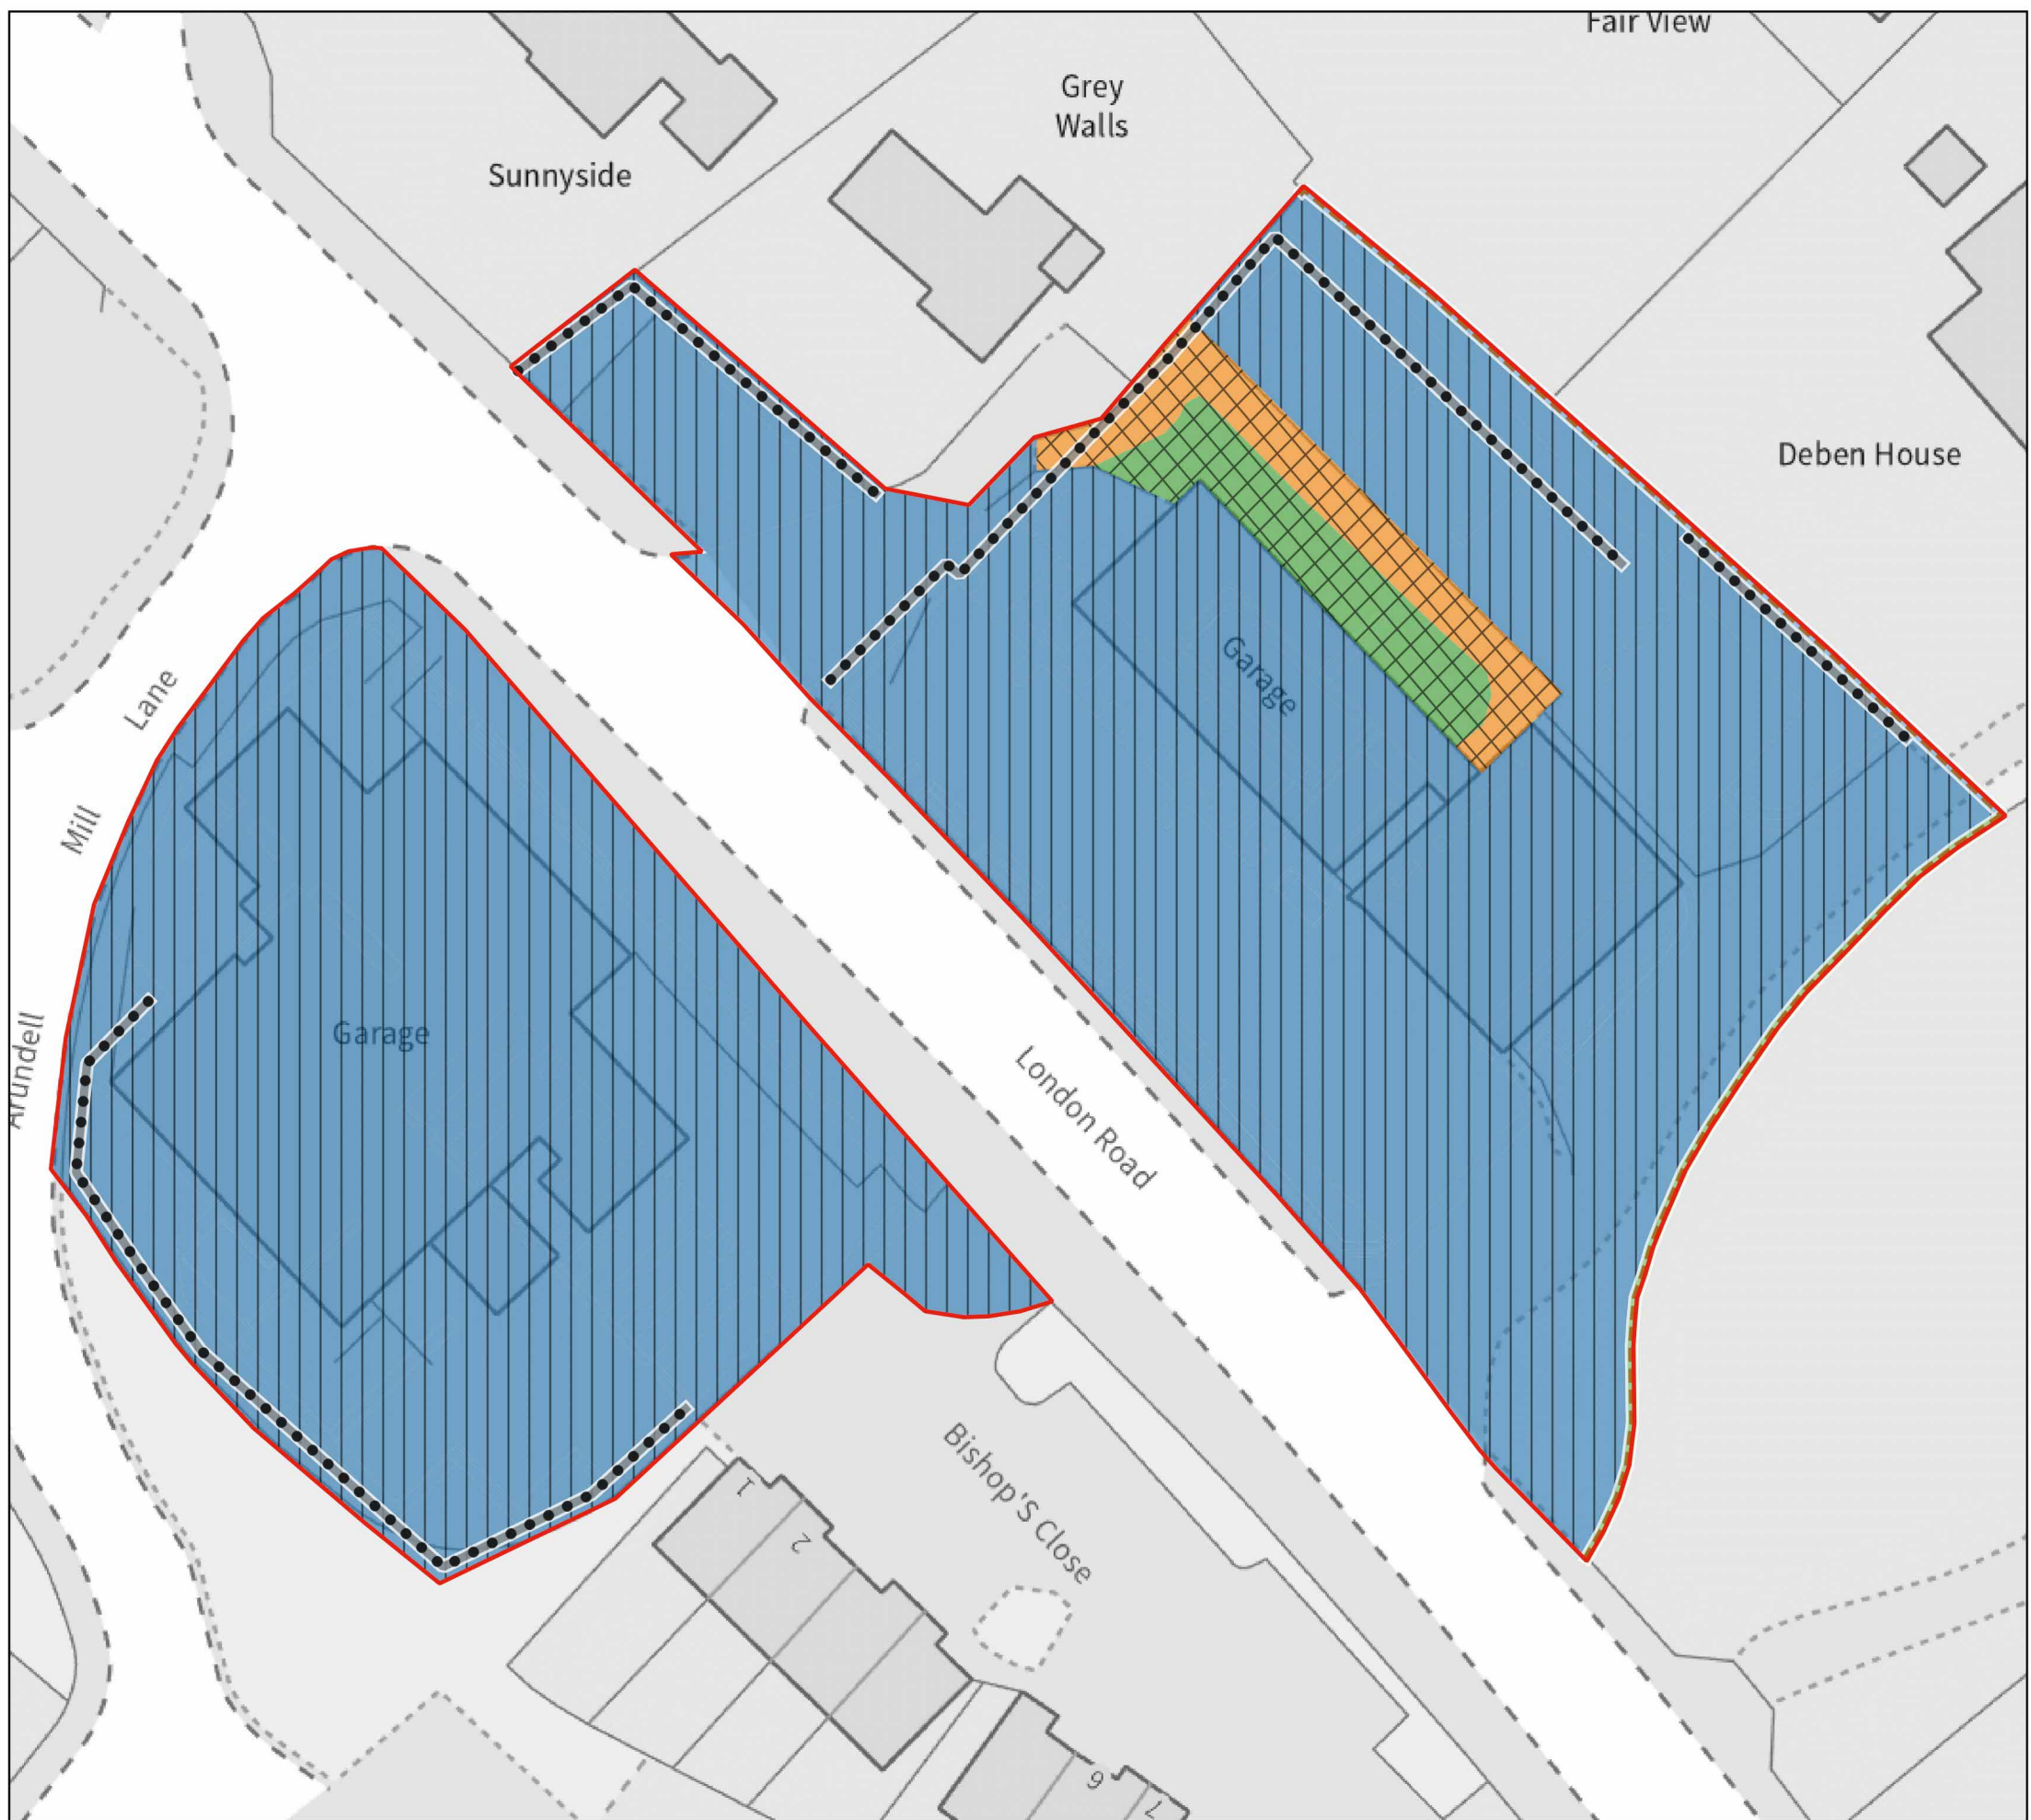 Fair View
Grey
Walls
Sunnyside
Deben House
Garage
Lane
Mill
Arundell
Garage
London Road
Bishop'S Close
1
2
6
7